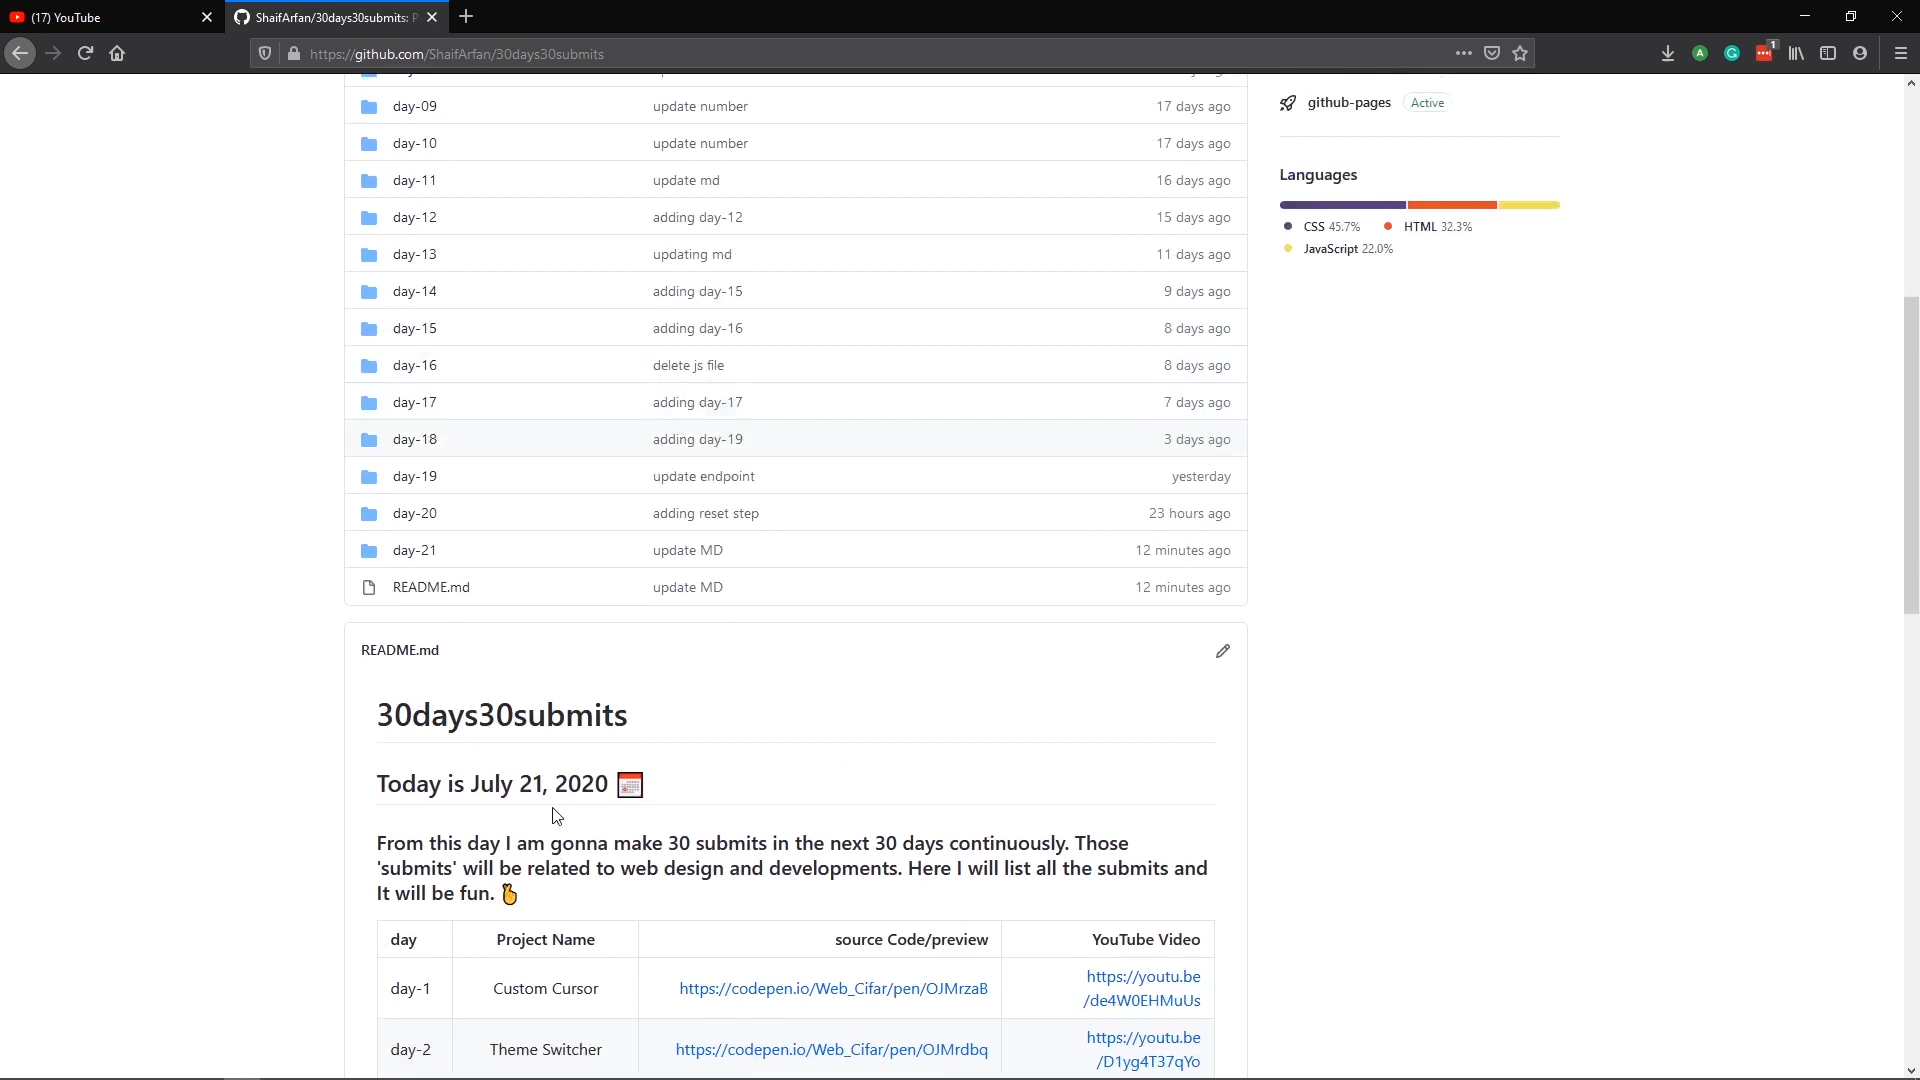 (17) YouTube
ShaifArfan/30days30submits: P
https://github.com/ShaifArfan/30days30submits
A
1
day-09 update number 17 days ago
day-10 update number 17 days ago
day-11 update md 16 days ago
day-12 adding day-12 15 days ago
day-13 updating md 11 days ago
day-14 adding day-15 9 days ago
day-15 adding day-16 8 days ago
day-16 delete js file 8 days ago
day-17 adding day-17 7 days ago
day-18 adding day-19 3 days ago
day-19 update endpoint yesterday
day-20 adding reset step 23 hours ago
day-21 update MD 12 minutes ago
README.md update MD 12 minutes ago
github-pages Active
Languages
CSS 45.7% HTML 32.3%
JavaScript 22.0%
README.md
30days30submits
Today is July 21, 2020
From this day I am gonna make 30 submits in the next 30 days continuously. Those
'submits' will be related to web design and developments. Here I will list all the submits and
It will be fun.
day Project Name source Code/preview YouTube Video
day-1 Custom Cursor https://codepen.io/Web_Cifar/pen/OJMrzaB https://youtu.be
/de4W0EHMuUs
day-2 Theme Switcher https://codepen.io/Web_Cifar/pen/OJMrdbq https://youtu.be
/D1yg4T37qYo